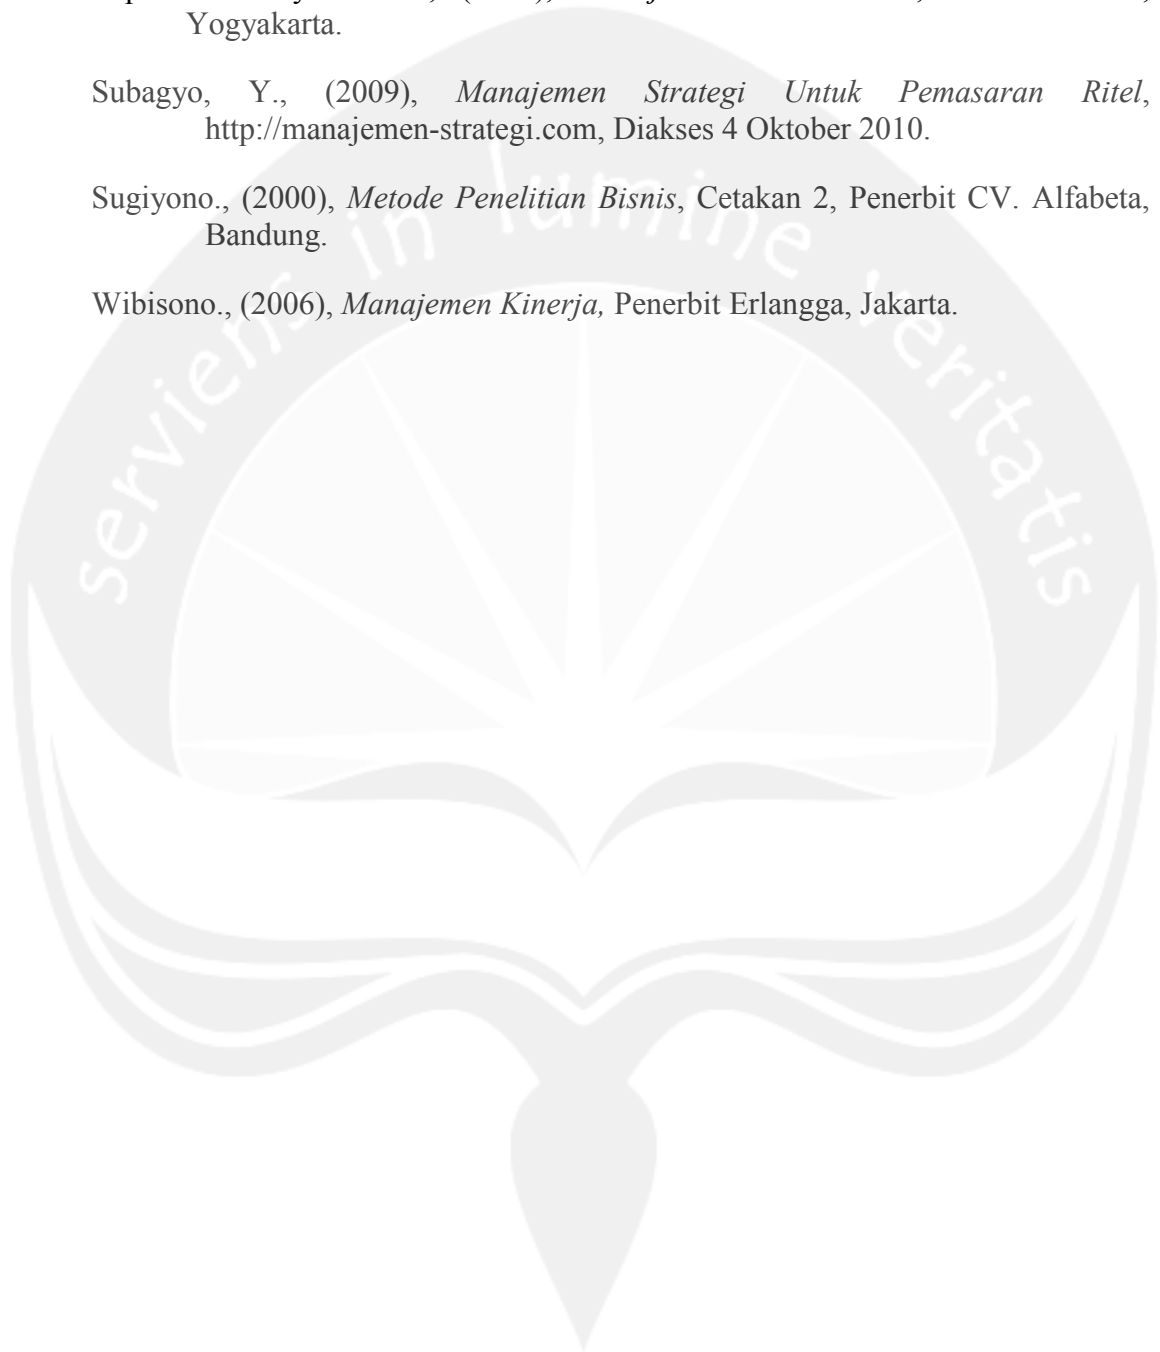 Yogyakarta.
Subagyo, Y., (2009), Manajemen Strategi Untuk Pemasaran Ritel,
http://manajemen-strategi.com, Diakses 4 Oktober 2010.
Sugiyono., (2000), Metode Penelitian Bisnis, Cetakan 2, Penerbit CV. Alfabeta,
Bandung.
Wibisono., (2006), Manajemen Kinerja, Penerbit Erlangga, Jakarta.
serviens in lumine veritatis